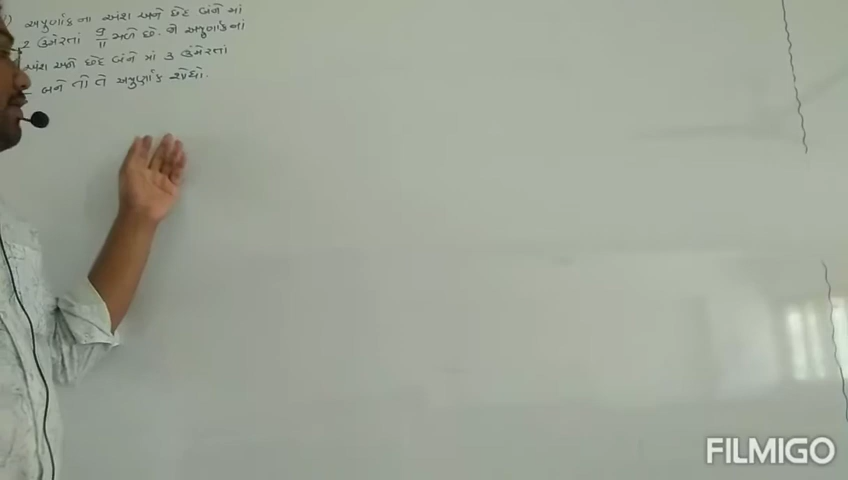 અપૂર્ણાંકના અંશ અને છેદ બંને માં
2 ઉમેરતાં 9/11 મળે છે. જો અપૂર્ણાંકનાં
અંશ અને છેદ બંને માં 3 ઉમેરતાં
બને તો તે અપૂર્ણાંક શોધો.
FILMIGO